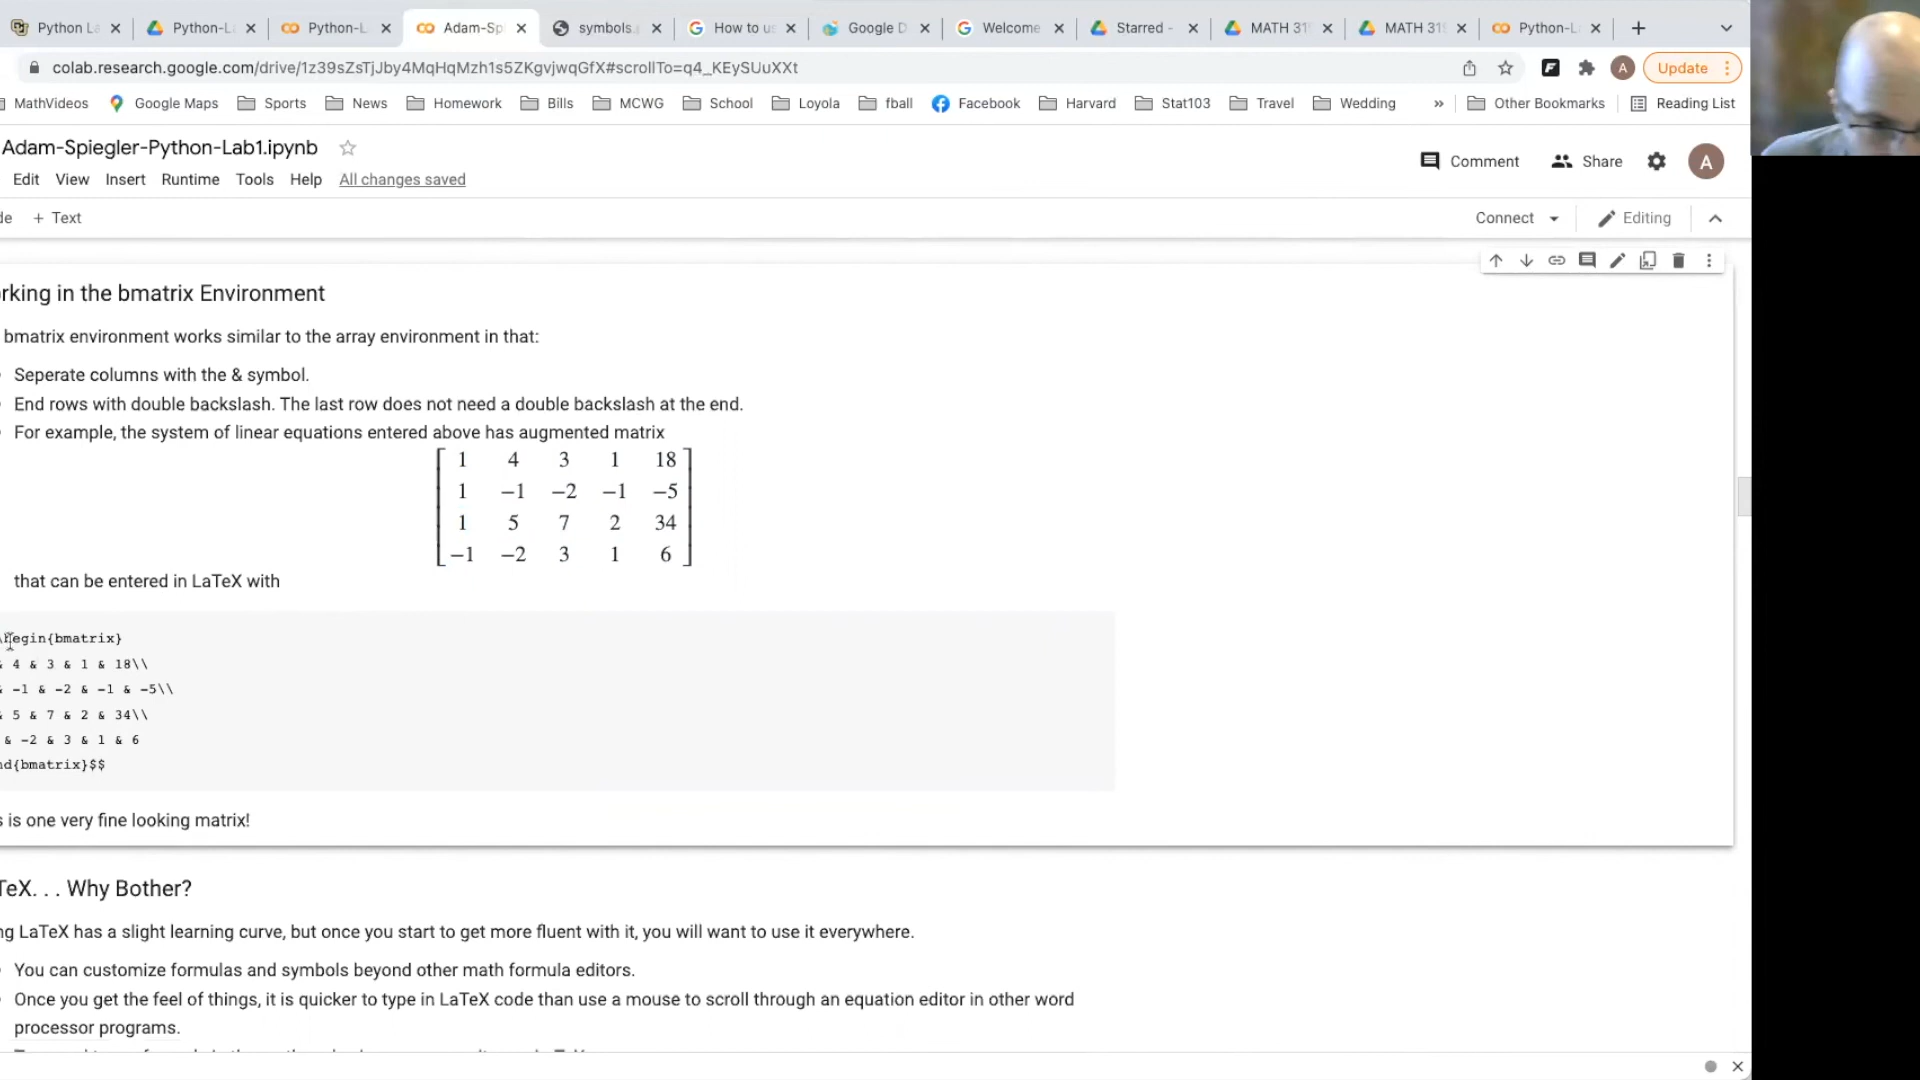 Python La Python-L Python-L Adam-Sp symbols. How to us Google D Welcome Starred - MATH 31 MATH 31 Python-L
colab.research.google.com/drive/1z39sZsTjJby4MqHqMzh1s5ZKgvjwqGfX#scrollTo=q4_KEySUuXXt A Update
MathVideos Google Maps Sports News Homework Bills MCWG School Loyola fball Facebook Harvard Stat103 Travel Wedding » Other Bookmarks Reading List
Adam-Spiegler-Python-Lab1.ipynb
Comment Share A
Edit View Insert Runtime Tools Help All changes saved
de + Text Connect Editing
rking in the bmatrix Environment
bmatrix environment works similar to the array environment in that:
Seperate columns with the & symbol.
End rows with double backslash. The last row does not need a double backslash at the end.
For example, the system of linear equations entered above has augmented matrix
1 4 3 1 18
1 −1 −2 −1 −5
1 5 7 2 34
−1 −2 3 1 6
that can be entered in LaTeX with
\begin{bmatrix}
& 4 & 3 & 1 & 18\\
& -1 & -2 & -1 & -5\\
& 5 & 7 & 2 & 34\\
& -2 & 3 & 1 & 6
nd{bmatrix}$$
s is one very fine looking matrix!
TeX. . . Why Bother?
ng LaTeX has a slight learning curve, but once you start to get more fluent with it, you will want to use it everywhere.
You can customize formulas and symbols beyond other math formula editors.
Once you get the feel of things, it is quicker to type in LaTeX code than use a mouse to scroll through an equation editor in other word
processor programs.